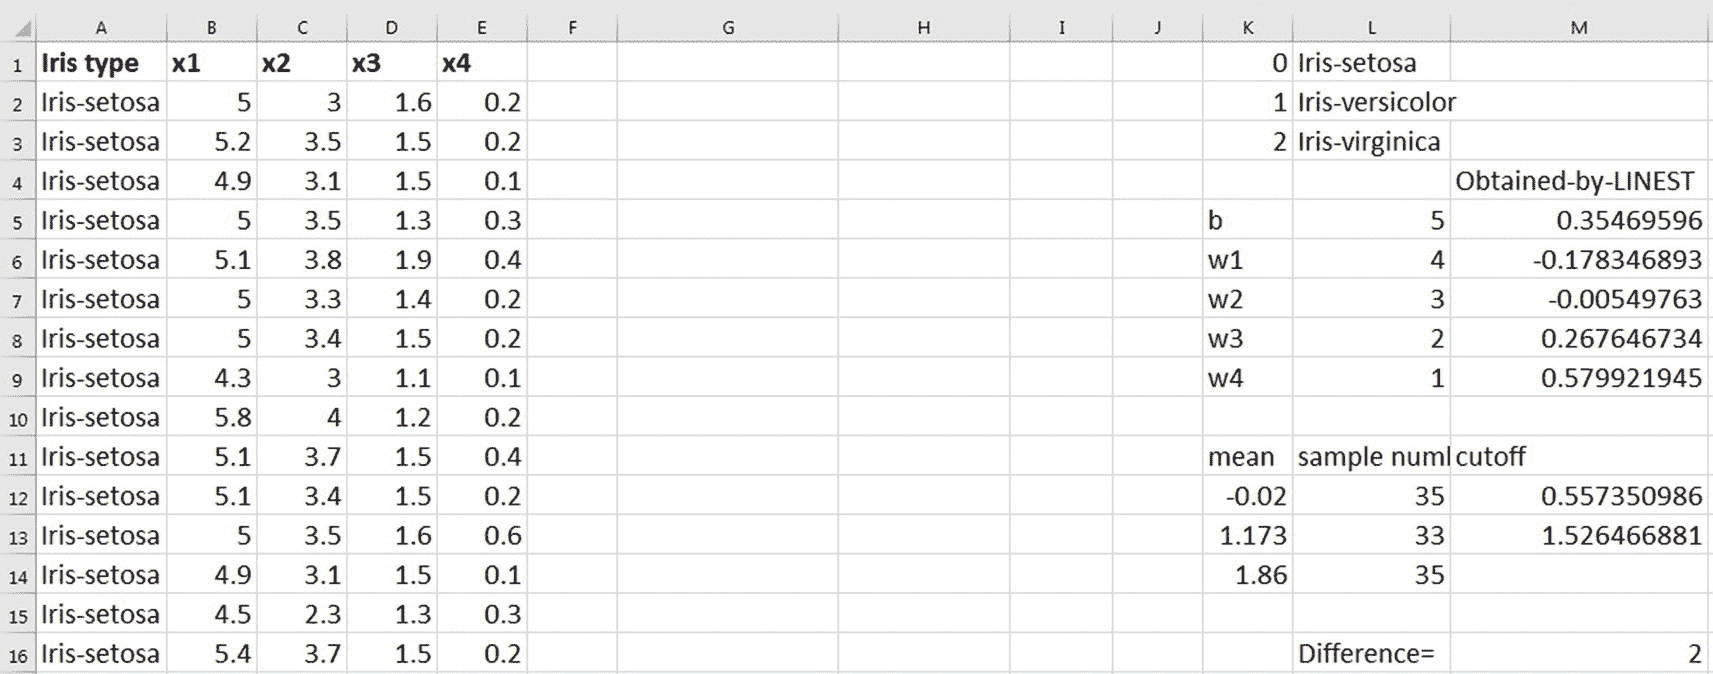 A B C D E F G H I J K L M
1 Iris type x1 x2 x3 x4 0 Iris-setosa
2 Iris-setosa 5 3 1.6 0.2 1 Iris-versicolor
3 Iris-setosa 5.2 3.5 1.5 0.2 2 Iris-virginica
4 Iris-setosa 4.9 3.1 1.5 0.1 Obtained-by-LINEST
5 Iris-setosa 5 3.5 1.3 0.3 b 5 0.35469596
6 Iris-setosa 5.1 3.8 1.9 0.4 w1 4 -0.178346893
7 Iris-setosa 5 3.3 1.4 0.2 w2 3 -0.00549763
8 Iris-setosa 5 3.4 1.5 0.2 w3 2 0.267646734
9 Iris-setosa 4.3 3 1.1 0.1 w4 1 0.579921945
10 Iris-setosa 5.8 4 1.2 0.2
11 Iris-setosa 5.1 3.7 1.5 0.4 mean sample num cutoff
12 Iris-setosa 5.1 3.4 1.5 0.2 -0.02 35 0.557350986
13 Iris-setosa 5 3.5 1.6 0.6 1.173 33 1.526466881
14 Iris-setosa 4.9 3.1 1.5 0.1 1.86 35
15 Iris-setosa 4.5 2.3 1.3 0.3
16 Iris-setosa 5.4 3.7 1.5 0.2 Difference= 2